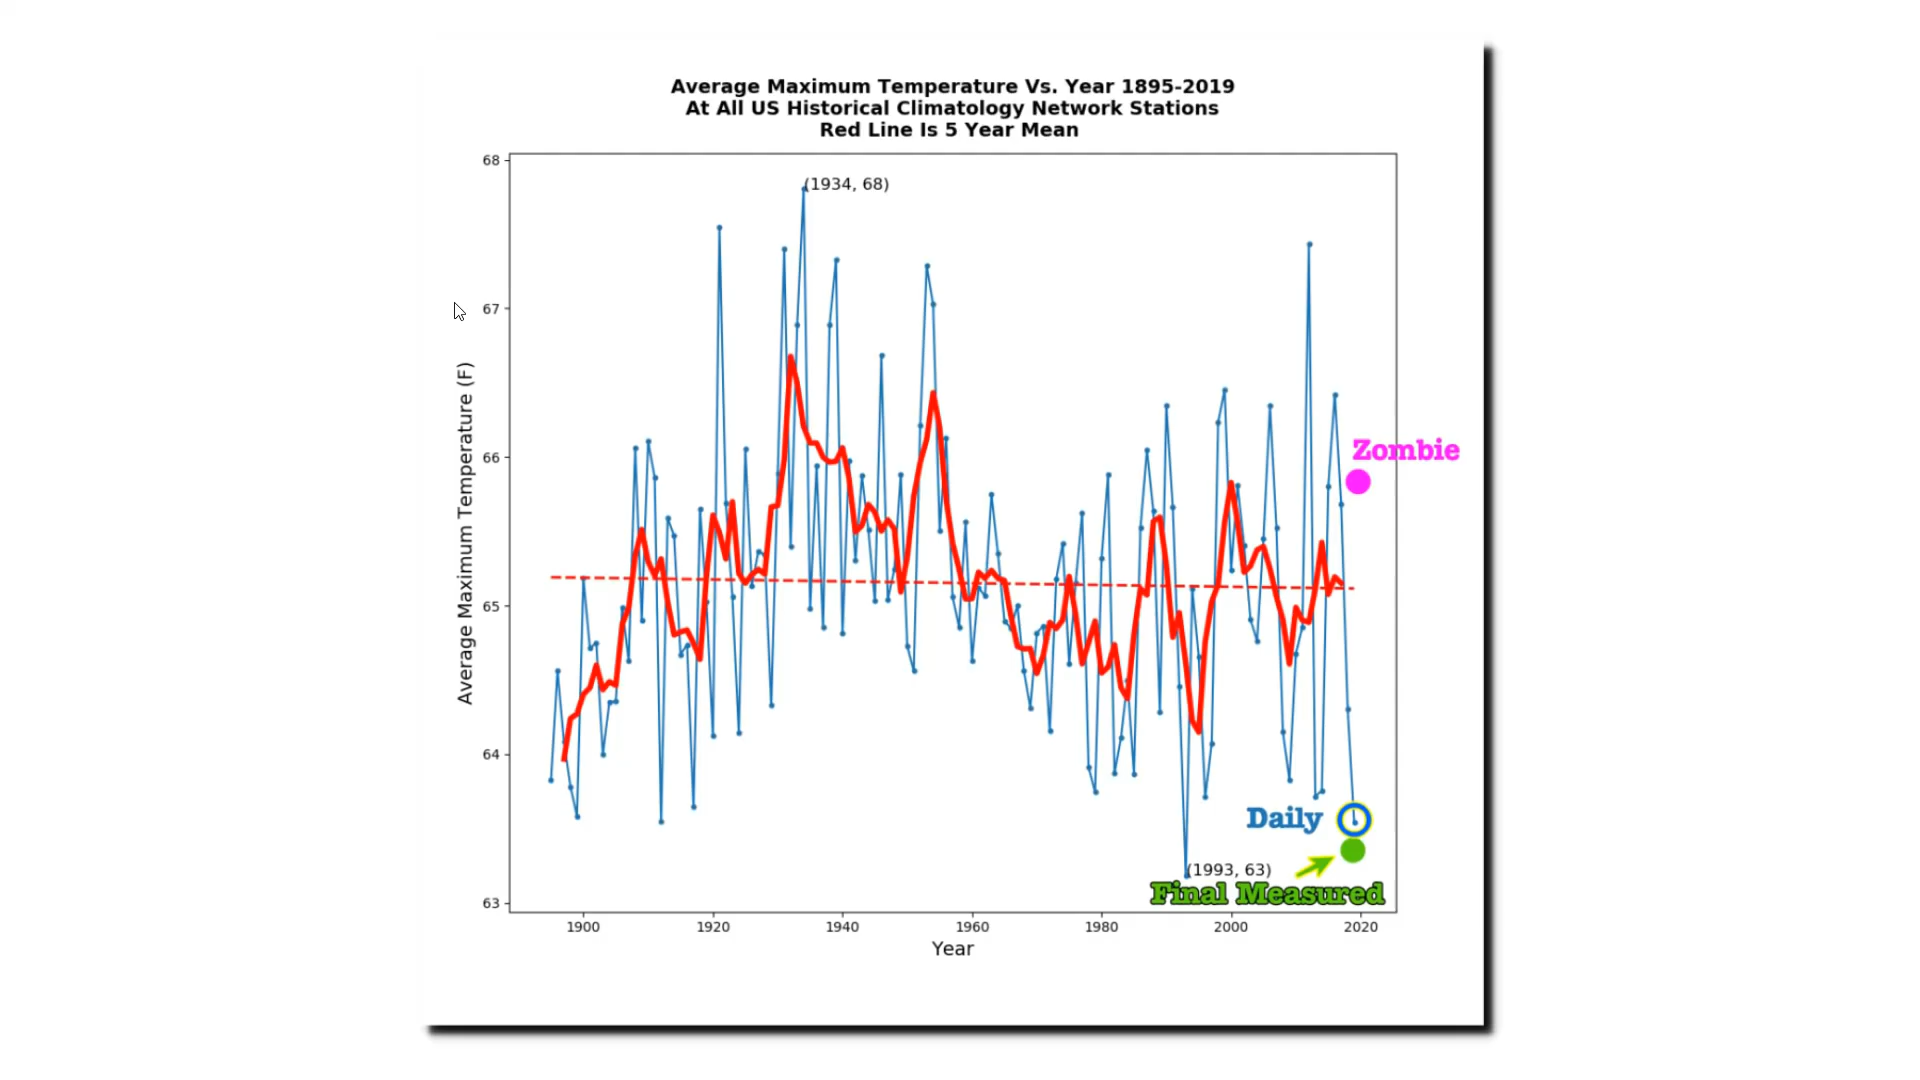 Average Maximum Temperature Vs. Year 1895-2019
At All US Historical Climatology Network Stations
Red Line Is 5 Year Mean
68
(1934, 68)
67
Average Maximum Temperature (F)
66
Zombie
65
64
Daily
(1993, 63)
Final Measured
63
1900 1920 1940 1960 1980 2000 2020
Year